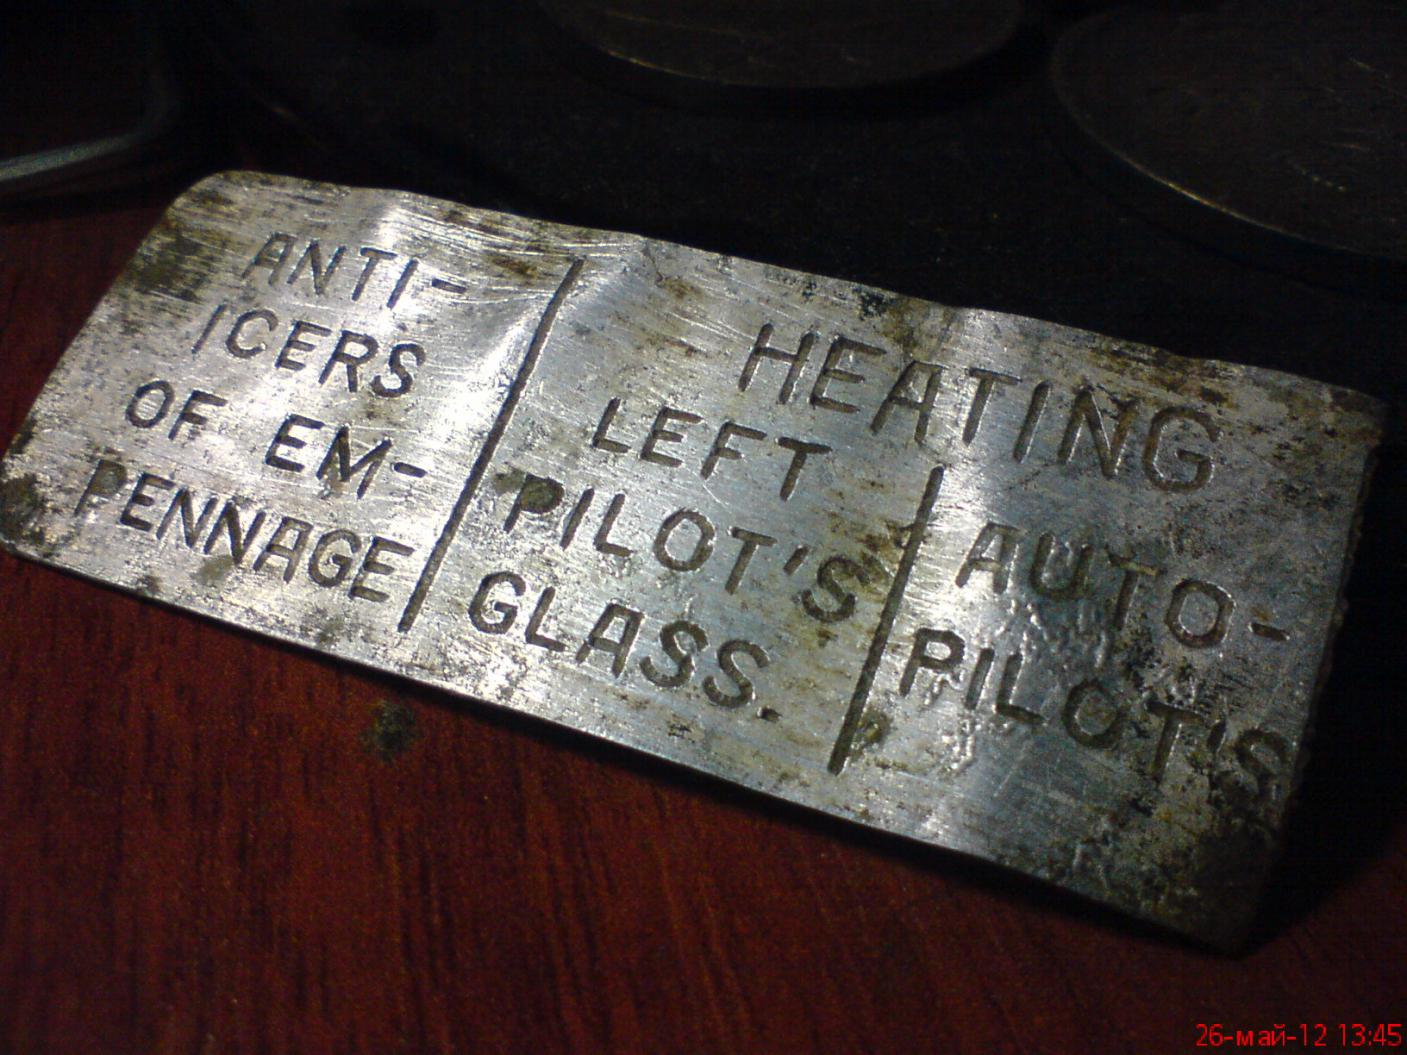 ANTI-
ICERS
OF EM-
PENNAGE
HEATING
LEFT
PILOT'S
GLASS.
AUTO-
PILOT'S
26-май-12 13:45